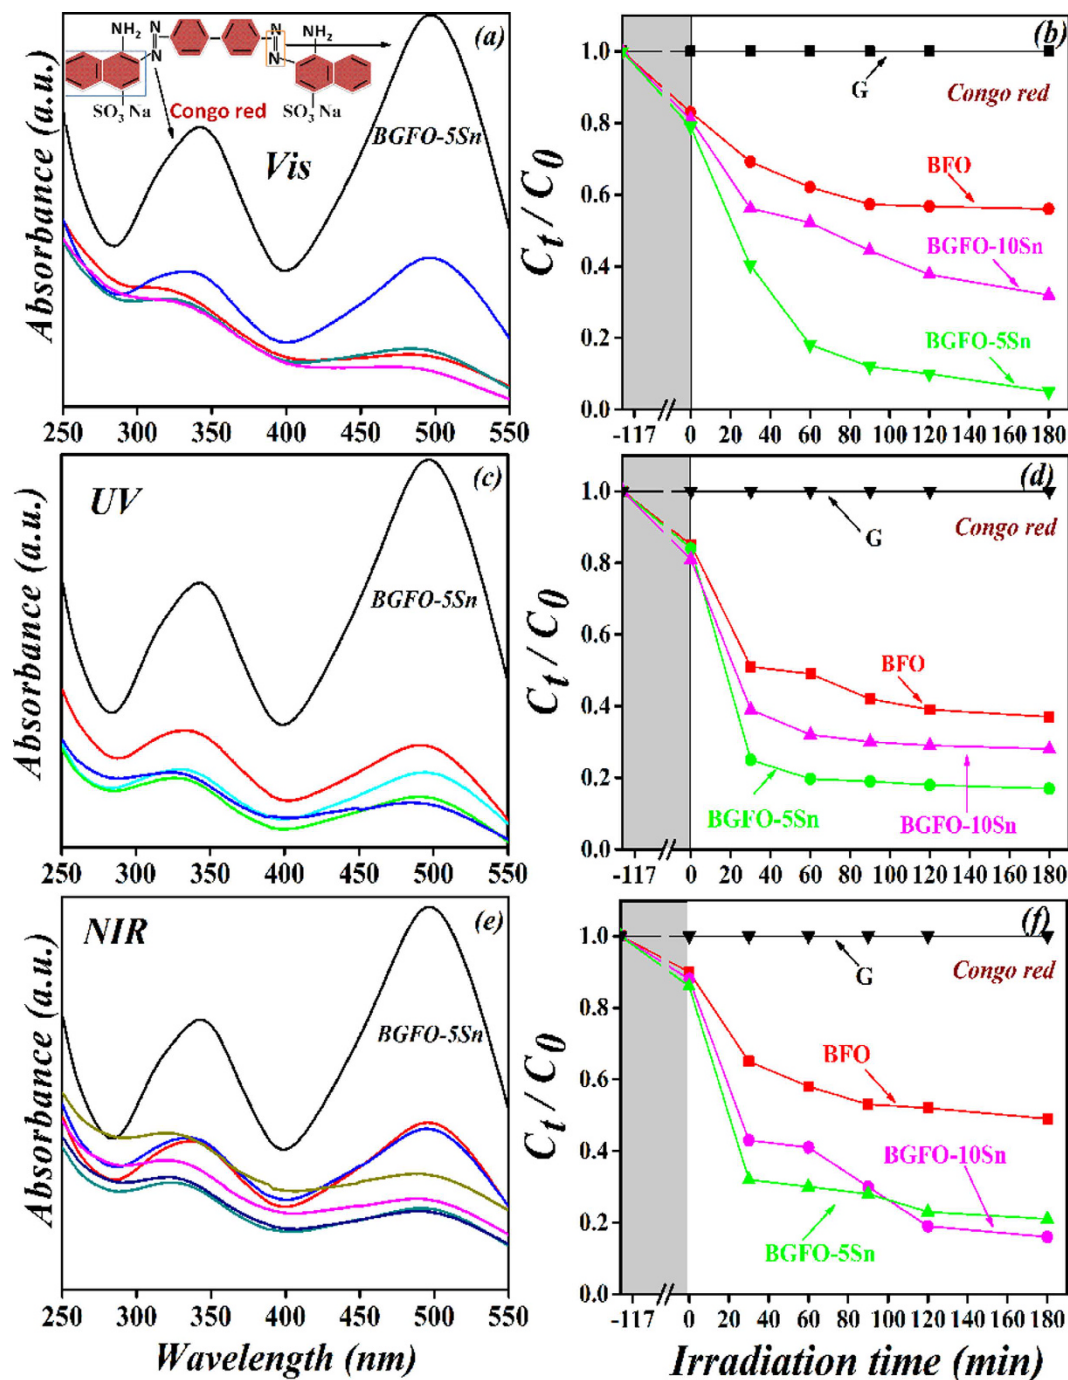 NH2 N N N N NH2 (a)
SO3 Na Congo red SO3 Na
BGFO-5Sn
Vis
Absorbance (a.u.)
250 300 350 400 450 500 550
(b)
G
Congo red
BFO
BGFO-10Sn
BGFO-5Sn
Ct / C0
1.0
0.8
0.6
0.4
0.2
0.0
-117 0 20 40 60 80 100 120 140 160 180
UV (c)
BGFO-5Sn
Absorbance (a.u.)
250 300 350 400 450 500 550
(d)
G
Congo red
BFO
BGFO-5Sn
BGFO-10Sn
Ct / C0
1.0
0.8
0.6
0.4
0.2
0.0
-117 0 20 40 60 80 100 120 140 160 180
NIR (e)
BGFO-5Sn
Absorbance (a.u.)
250 300 350 400 450 500 550
Wavelength (nm)
(f)
G
Congo red
BFO
BGFO-10Sn
BGFO-5Sn
Ct / C0
1.0
0.8
0.6
0.4
0.2
0.0
-117 0 20 40 60 80 100 120 140 160 180
Irradiation time (min)